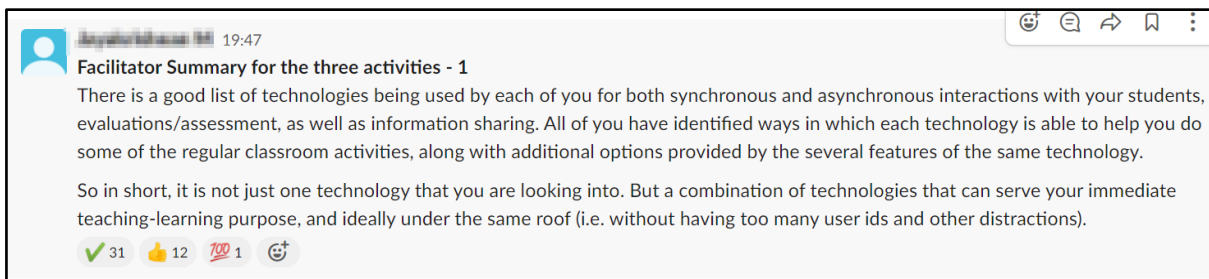 19:47
Facilitator Summary for the three activities - 1
There is a good list of technologies being used by each of you for both synchronous and asynchronous interactions with your students,
evaluations/assessment, as well as information sharing. All of you have identified ways in which each technology is able to help you do
some of the regular classroom activities, along with additional options provided by the several features of the same technology.
So in short, it is not just one technology that you are looking into. But a combination of technologies that can serve your immediate
teaching-learning purpose, and ideally under the same roof (i.e. without having too many user ids and other distractions).
31 12 100 1